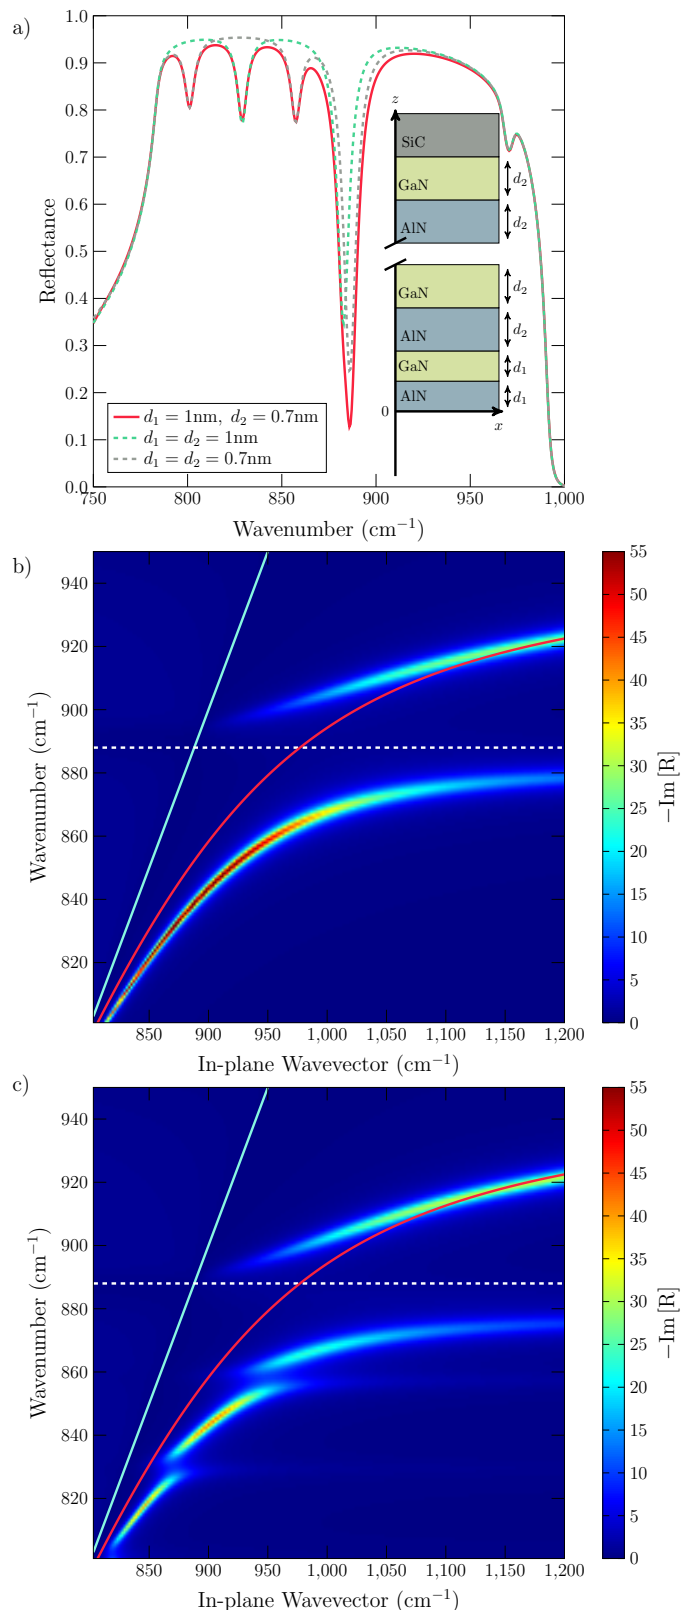 a)
1.0
0.9
0.8
0.7
0.6
0.5
0.4
0.3
0.2
0.1
0.0
Reflectance
750
800
850
900
950
1,000
Wavenumber (cm⁻¹)
d₁ = 1nm, d₂ = 0.7nm
d₁ = d₂ = 1nm
d₁ = d₂ = 0.7nm
z
SiC
GaN
d₂
AlN
d₂
GaN
d₂
AlN
d₂
GaN
d₁
AlN
d₁
0
x
b)
940
920
900
880
860
840
820
Wavenumber (cm⁻¹)
850
900
950
1,000
1,050
1,100
1,150
1,200
In-plane Wavevector (cm⁻¹)
55
50
45
40
35
30
25
20
15
10
5
0
−Im [R]
c)
940
920
900
880
860
840
820
Wavenumber (cm⁻¹)
850
900
950
1,000
1,050
1,100
1,150
1,200
In-plane Wavevector (cm⁻¹)
55
50
45
40
35
30
25
20
15
10
5
0
−Im [R]